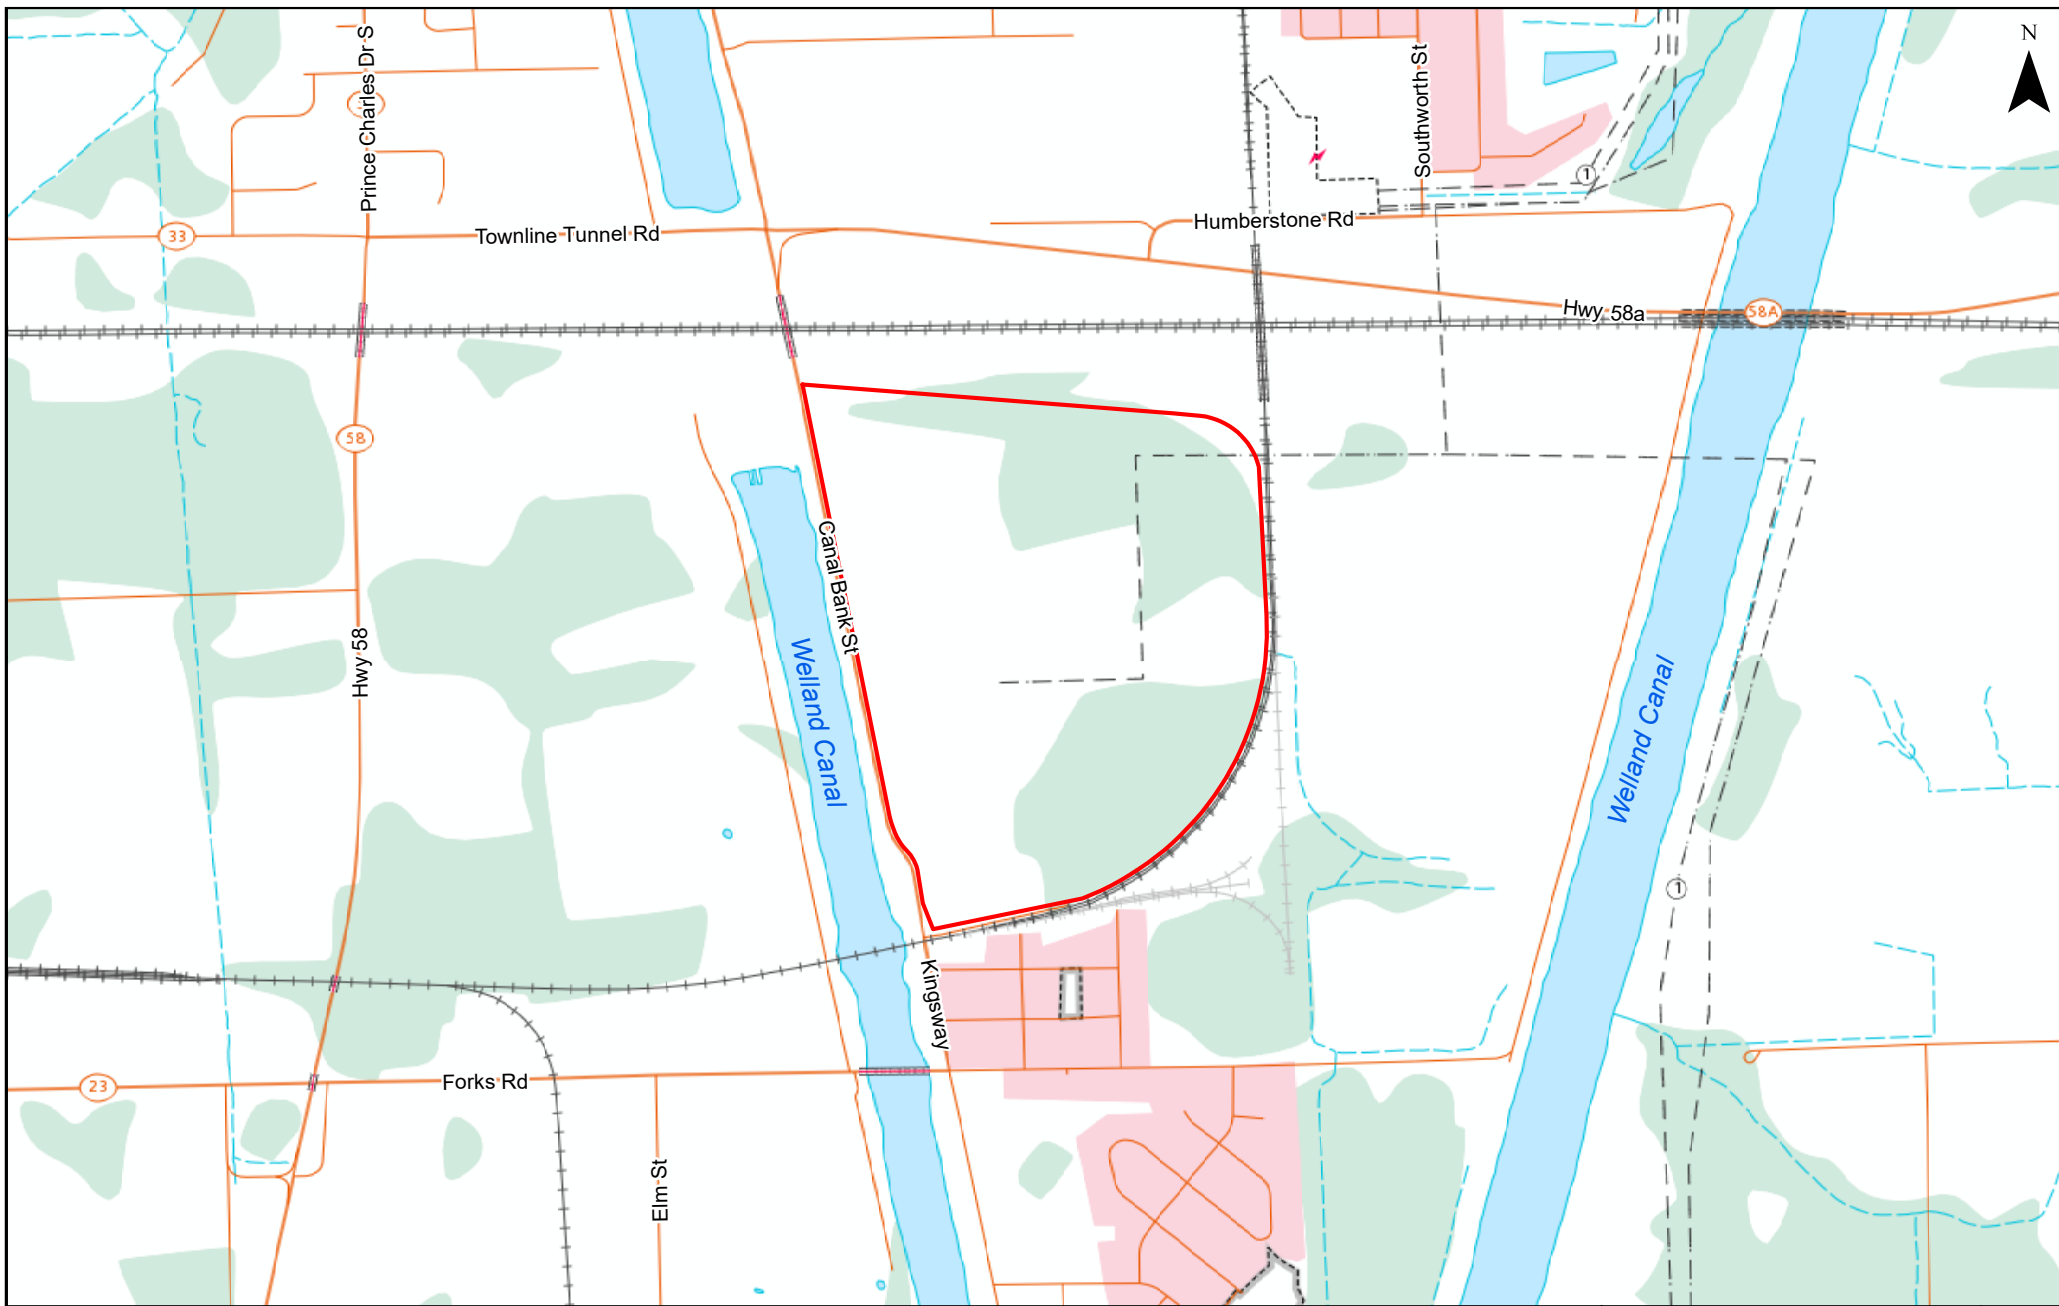 N
Prince Charles Dr S
Southworth St
1
33
Townline Tunnel Rd
Humberstone Rd
Hwy 58a
58A
58
Canal Bank St
Hwy 58
Welland Canal
Welland Canal
1
Kingsway
23
Forks Rd
Elm St